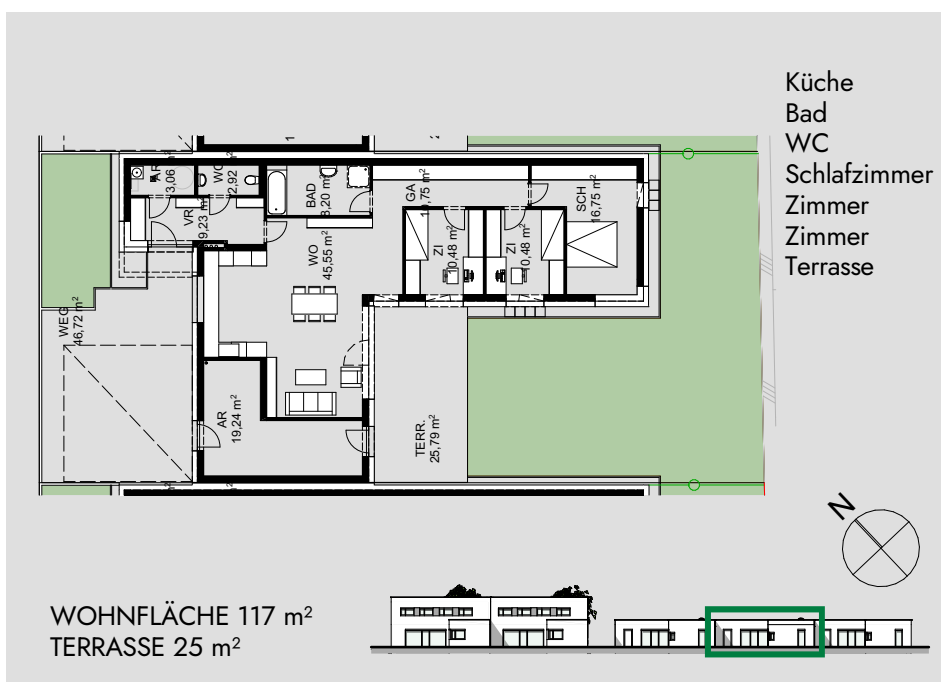 Küche
Bad
WC
Schlafzimmer
Zimmer
Zimmer
Terrasse
AR
3,06 m²
WC
2,92 m²
VR
9,23 m²
BAD
8,20 m²
WO
45,55 m²
GA
ZI
10,48 m²
ZI
10,48 m²
SCH
16,75 m²
WEG
46,72 m²
AR
19,24 m²
TERR.
25,79 m²
N
WOHNFLÄCHE 117 m²
TERRASSE 25 m²